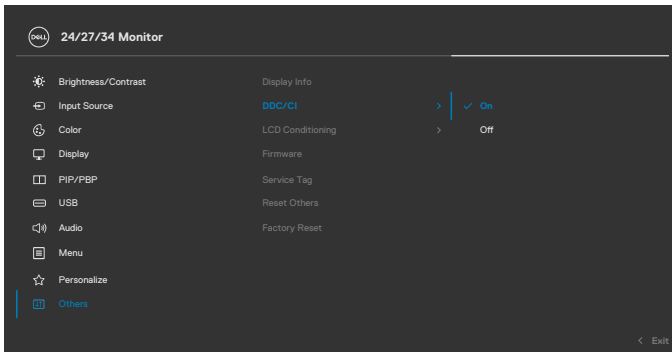 DELL 24/27/34 Monitor
Brightness/Contrast Display Info
Input Source DDC/CI > ✓ On
Color LCD Conditioning > Off
Display Firmware
PIP/PBP Service Tag
USB Reset Others
Audio Factory Reset
Menu
Personalize
Others
< Exit